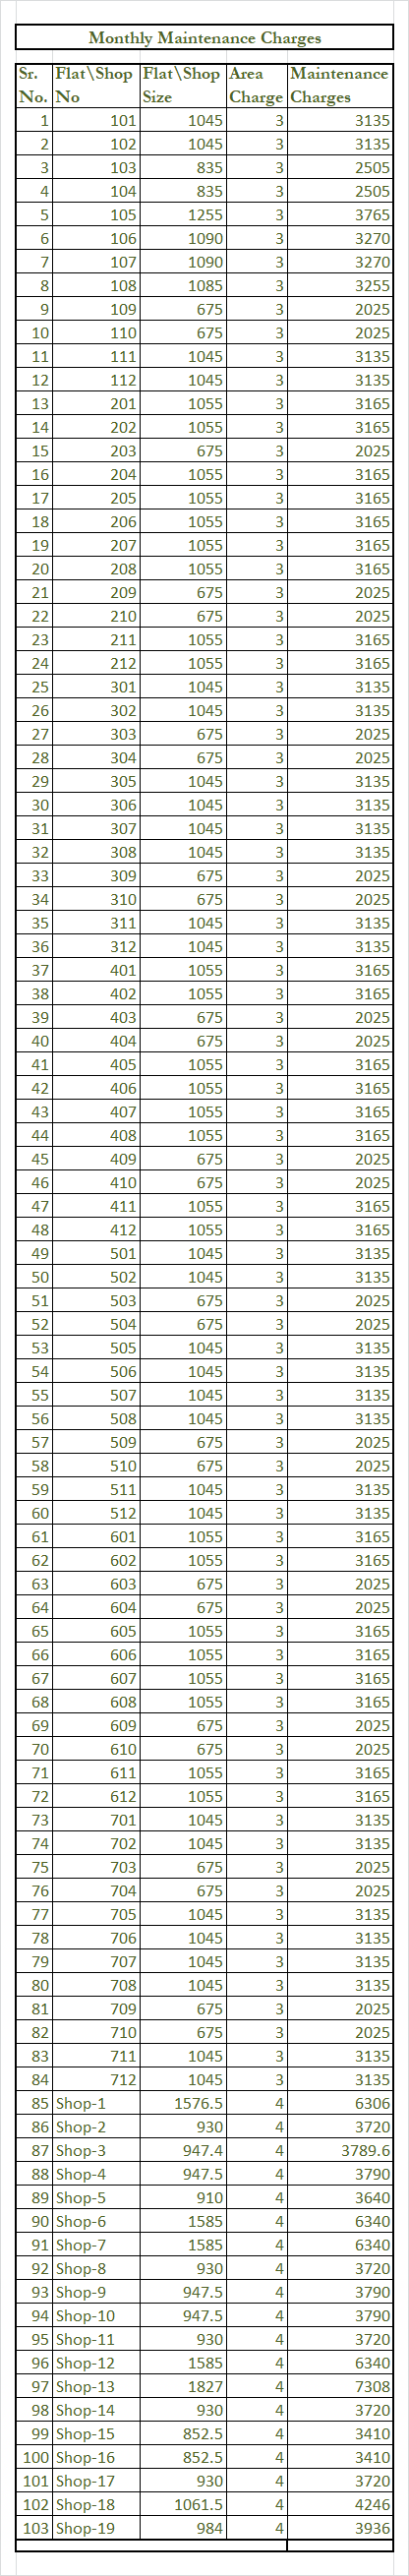 Monthly Maintenance Charges
Sr. Flat\Shop Flat\Shop Area Maintenance
No. No Size Charge Charges
1 101 1045 3 3135
2 102 1045 3 3135
3 103 835 3 2505
4 104 835 3 2505
5 105 1255 3 3765
6 106 1090 3 3270
7 107 1090 3 3270
8 108 1085 3 3255
9 109 675 3 2025
10 110 675 3 2025
11 111 1045 3 3135
12 112 1045 3 3135
13 201 1055 3 3165
14 202 1055 3 3165
15 203 675 3 2025
16 204 1055 3 3165
17 205 1055 3 3165
18 206 1055 3 3165
19 207 1055 3 3165
20 208 1055 3 3165
21 209 675 3 2025
22 210 675 3 2025
23 211 1055 3 3165
24 212 1055 3 3165
25 301 1045 3 3135
26 302 1045 3 3135
27 303 675 3 2025
28 304 675 3 2025
29 305 1045 3 3135
30 306 1045 3 3135
31 307 1045 3 3135
32 308 1045 3 3135
33 309 675 3 2025
34 310 675 3 2025
35 311 1045 3 3135
36 312 1045 3 3135
37 401 1055 3 3165
38 402 1055 3 3165
39 403 675 3 2025
40 404 675 3 2025
41 405 1055 3 3165
42 406 1055 3 3165
43 407 1055 3 3165
44 408 1055 3 3165
45 409 675 3 2025
46 410 675 3 2025
47 411 1055 3 3165
48 412 1055 3 3165
49 501 1045 3 3135
50 502 1045 3 3135
51 503 675 3 2025
52 504 675 3 2025
53 505 1045 3 3135
54 506 1045 3 3135
55 507 1045 3 3135
56 508 1045 3 3135
57 509 675 3 2025
58 510 675 3 2025
59 511 1045 3 3135
60 512 1045 3 3135
61 601 1055 3 3165
62 602 1055 3 3165
63 603 675 3 2025
64 604 675 3 2025
65 605 1055 3 3165
66 606 1055 3 3165
67 607 1055 3 3165
68 608 1055 3 3165
69 609 675 3 2025
70 610 675 3 2025
71 611 1055 3 3165
72 612 1055 3 3165
73 701 1045 3 3135
74 702 1045 3 3135
75 703 675 3 2025
76 704 675 3 2025
77 705 1045 3 3135
78 706 1045 3 3135
79 707 1045 3 3135
80 708 1045 3 3135
81 709 675 3 2025
82 710 675 3 2025
83 711 1045 3 3135
84 712 1045 3 3135
85 Shop-1 1576.5 4 6306
86 Shop-2 930 4 3720
87 Shop-3 947.4 4 3789.6
88 Shop-4 947.5 4 3790
89 Shop-5 910 4 3640
90 Shop-6 1585 4 6340
91 Shop-7 1585 4 6340
92 Shop-8 930 4 3720
93 Shop-9 947.5 4 3790
94 Shop-10 947.5 4 3790
95 Shop-11 930 4 3720
96 Shop-12 1585 4 6340
97 Shop-13 1827 4 7308
98 Shop-14 930 4 3720
99 Shop-15 852.5 4 3410
100 Shop-16 852.5 4 3410
101 Shop-17 930 4 3720
102 Shop-18 1061.5 4 4246
103 Shop-19 984 4 3936